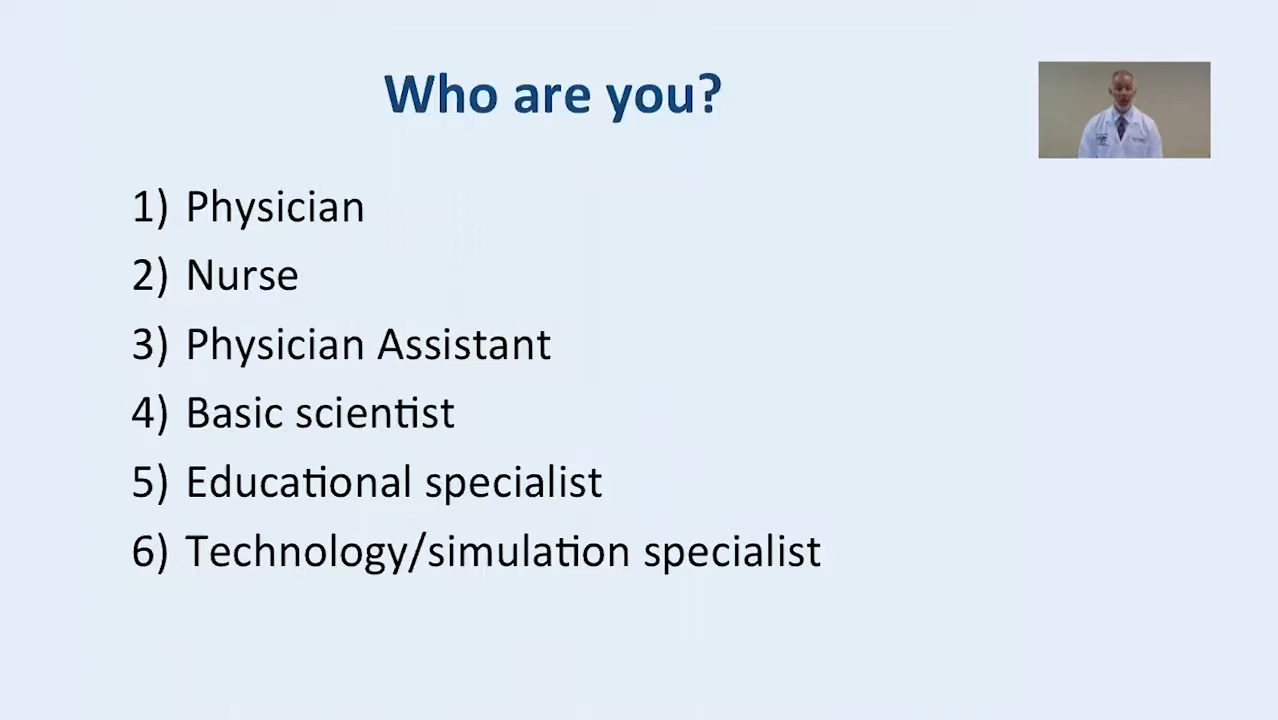 Who are you?
1) Physician
2) Nurse
3) Physician Assistant
4) Basic scientist
5) Educational specialist
6) Technology/simulation specialist